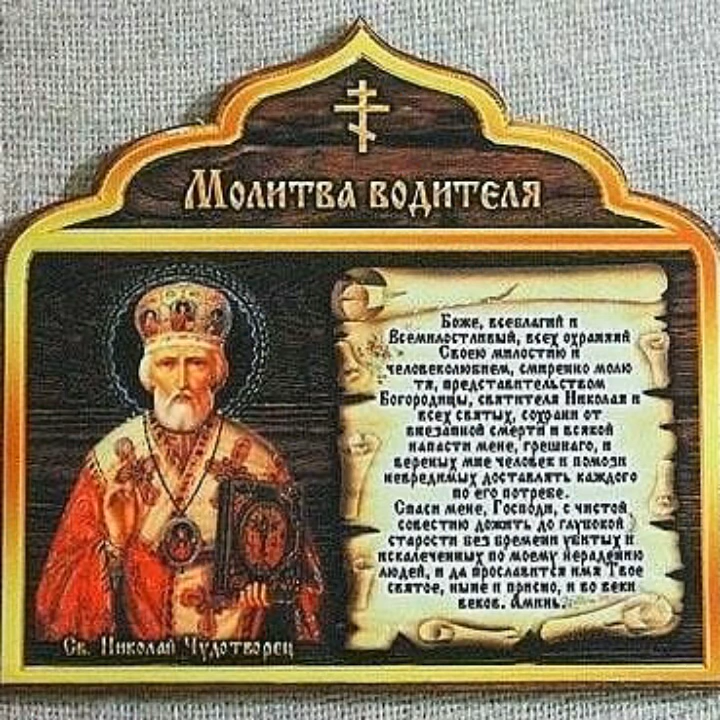 Молитва водителя
Боже, всеблагий и
Всемилостивый, всех охраняяй
Своею милостию и
человеколюбием, смиренно молю
тя, представительством
Богородицы, святителя Николая и
всех святых, сохрани от
внезапной смерти и всякой
напасти мене, грешнаго, и
вереных мне человек и помози
невредимых доставлять каждого
по его потребе.
Спаси мене, Господи, с чистой
совестию дожить до глубокой
старости без бремени убитых и
искалеченных по моему нерадению
людей, и да прославится имя Твое
святое, ныне и присно, и во веки
веков. Аминь.
Св. Николай Чудотворец